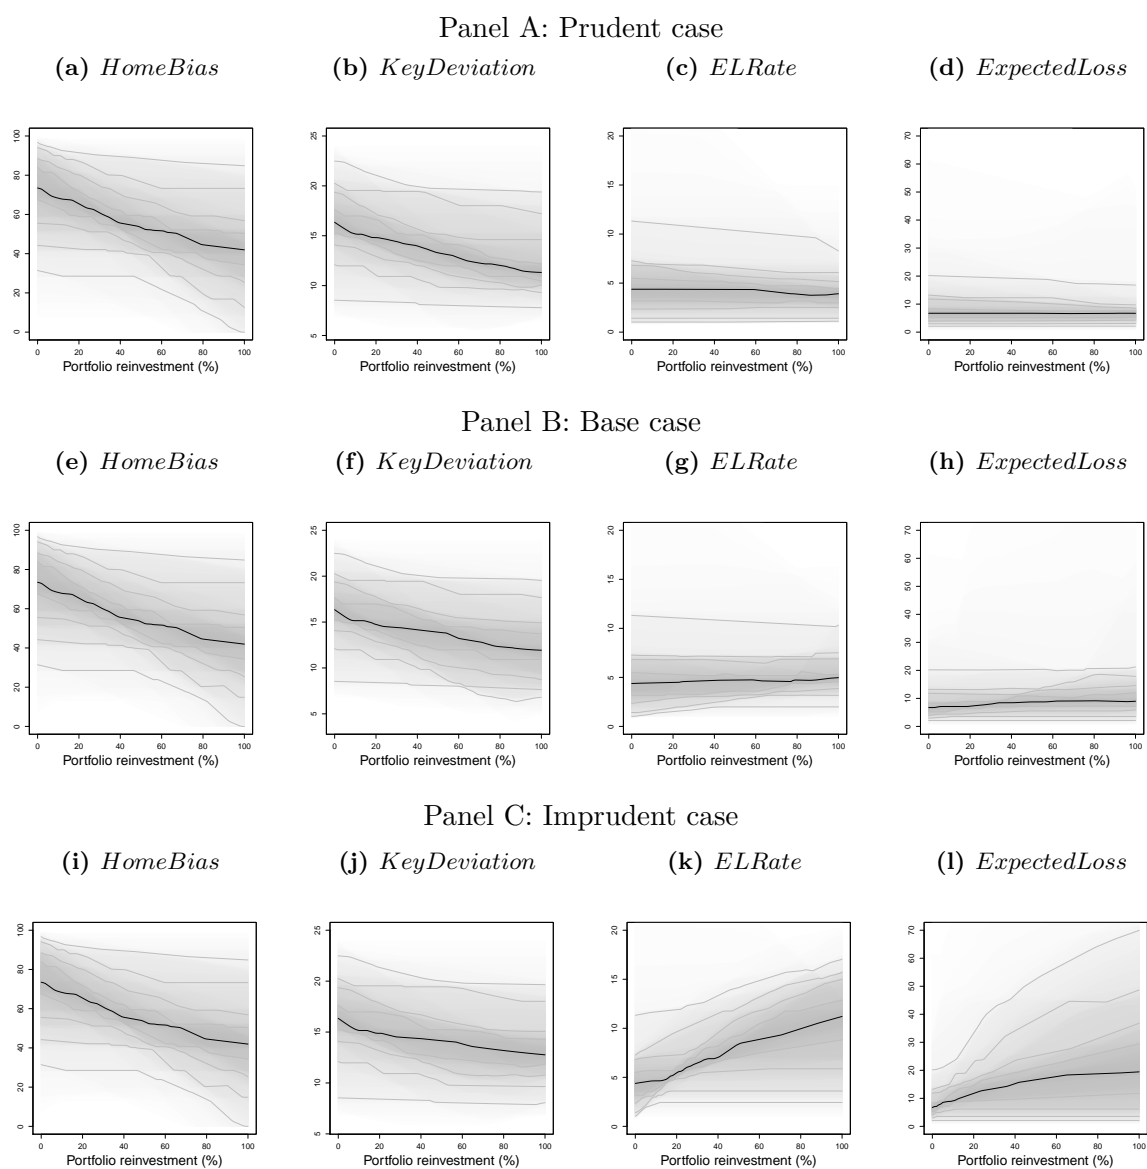 Panel A: Prudent case
(a) HomeBias (b) KeyDeviation (c) ELRate (d) ExpectedLoss
100 80 60 40 20 0
25 20 15 10 5
20 15 10 5 0
70 60 50 40 30 20 10 0
0 20 40 60 80 100 0 20 40 60 80 100 0 20 40 60 80 100 0 20 40 60 80 100
Portfolio reinvestment (%) Portfolio reinvestment (%) Portfolio reinvestment (%) Portfolio reinvestment (%)
Panel B: Base case
(e) HomeBias (f) KeyDeviation (g) ELRate (h) ExpectedLoss
100 80 60 40 20 0
25 20 15 10 5
20 15 10 5 0
70 60 50 40 30 20 10 0
0 20 40 60 80 100 0 20 40 60 80 100 0 20 40 60 80 100 0 20 40 60 80 100
Portfolio reinvestment (%) Portfolio reinvestment (%) Portfolio reinvestment (%) Portfolio reinvestment (%)
Panel C: Imprudent case
(i) HomeBias (j) KeyDeviation (k) ELRate (l) ExpectedLoss
100 80 60 40 20 0
25 20 15 10 5
20 15 10 5 0
70 60 50 40 30 20 10 0
0 20 40 60 80 100 0 20 40 60 80 100 0 20 40 60 80 100 0 20 40 60 80 100
Portfolio reinvestment (%) Portfolio reinvestment (%) Portfolio reinvestment (%) Portfolio reinvestment (%)